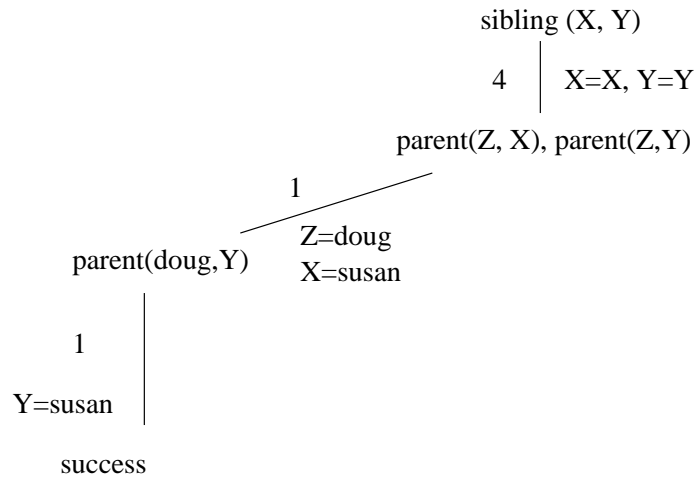 sibling (X, Y)
4
X=X, Y=Y
parent(Z, X), parent(Z,Y)
1
Z=doug
X=susan
parent(doug,Y)
1
Y=susan
success